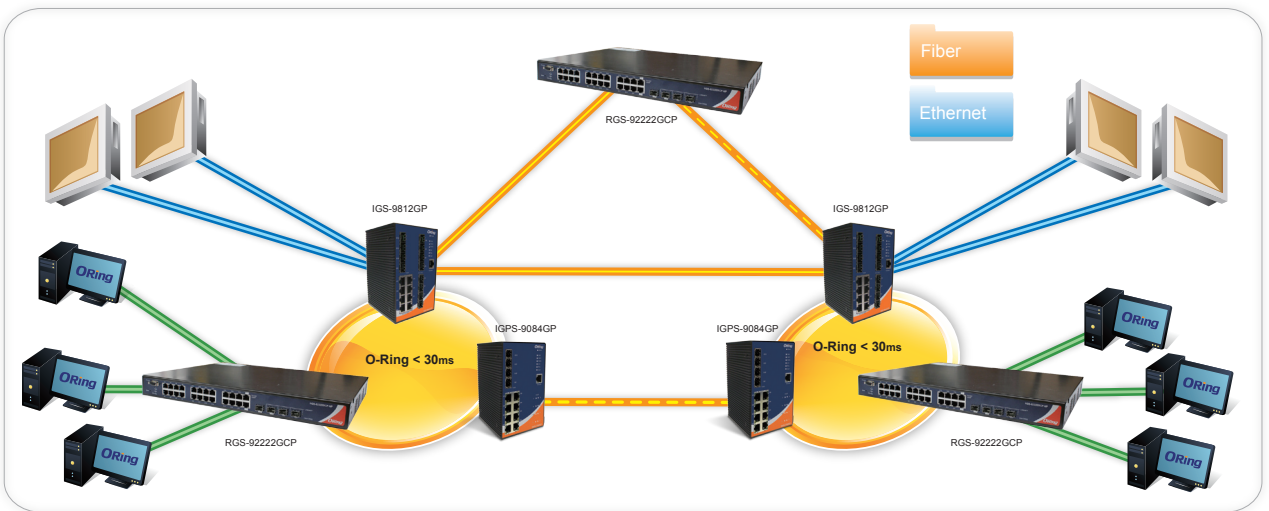 Fiber
Ethernet
RGS-92222GCP
IGS-9812GP
IGS-9812GP
ORing
IGPS-9084GP
IGPS-9084GP
O-Ring < 30ms
O-Ring < 30ms
ORing
ORing
ORing
ORing
RGS-92222GCP
RGS-92222GCP
ORing
ORing